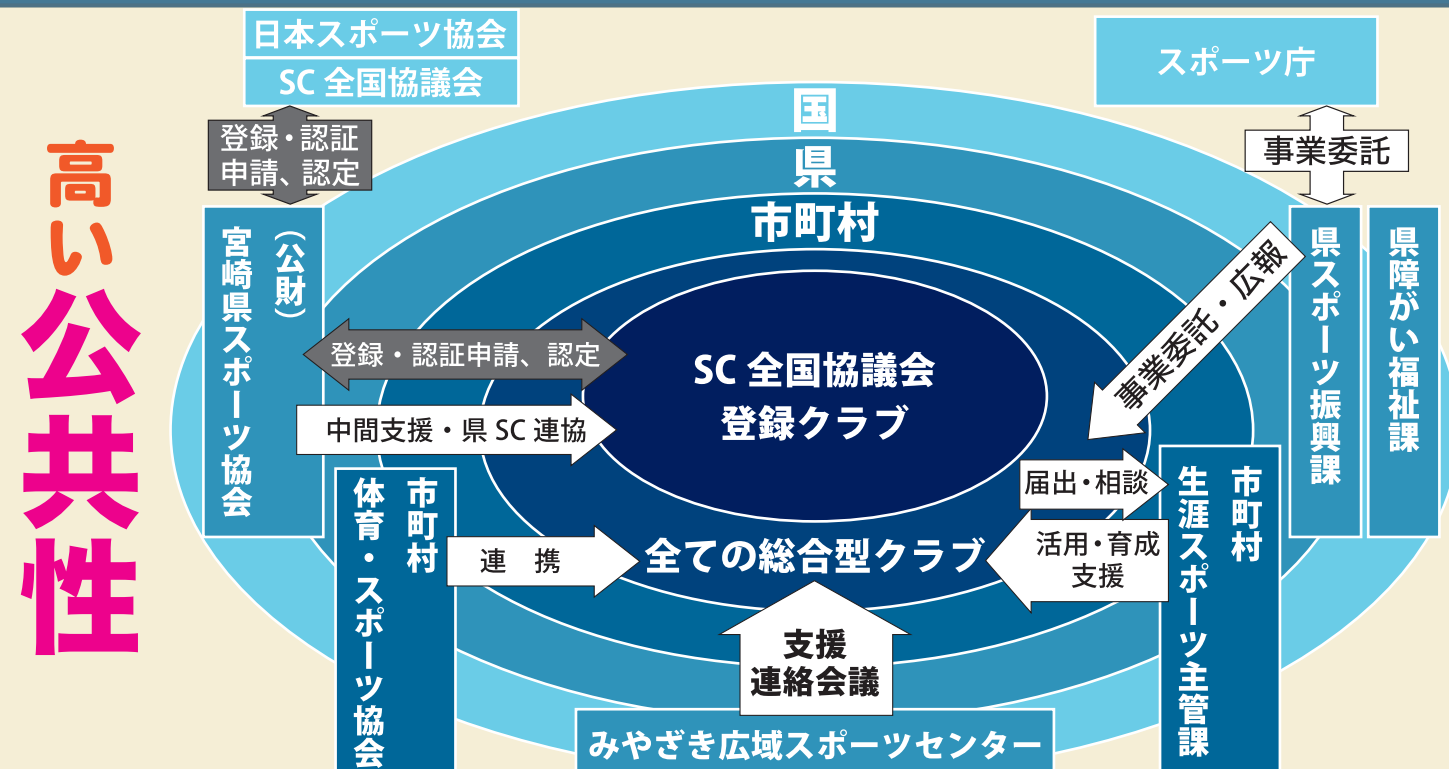 高い公共性
日本スポーツ協会
SC 全国協議会
登録・認証
申請、認定
(公財)
宮崎県スポーツ協会
国
県
市町村
スポーツ庁
事業委託
県スポーツ振興課
県障がい福祉課
事業委託・広報
登録・認証申請、認定
中間支援・県 SC 連協
SC 全国協議会
登録クラブ
市町村
体育・スポーツ協会
連 携
全ての総合型クラブ
届出・相談
活用・育成
支援
市町村
生涯スポーツ主管課
支援
連絡会議
みやざき広域スポーツセンター